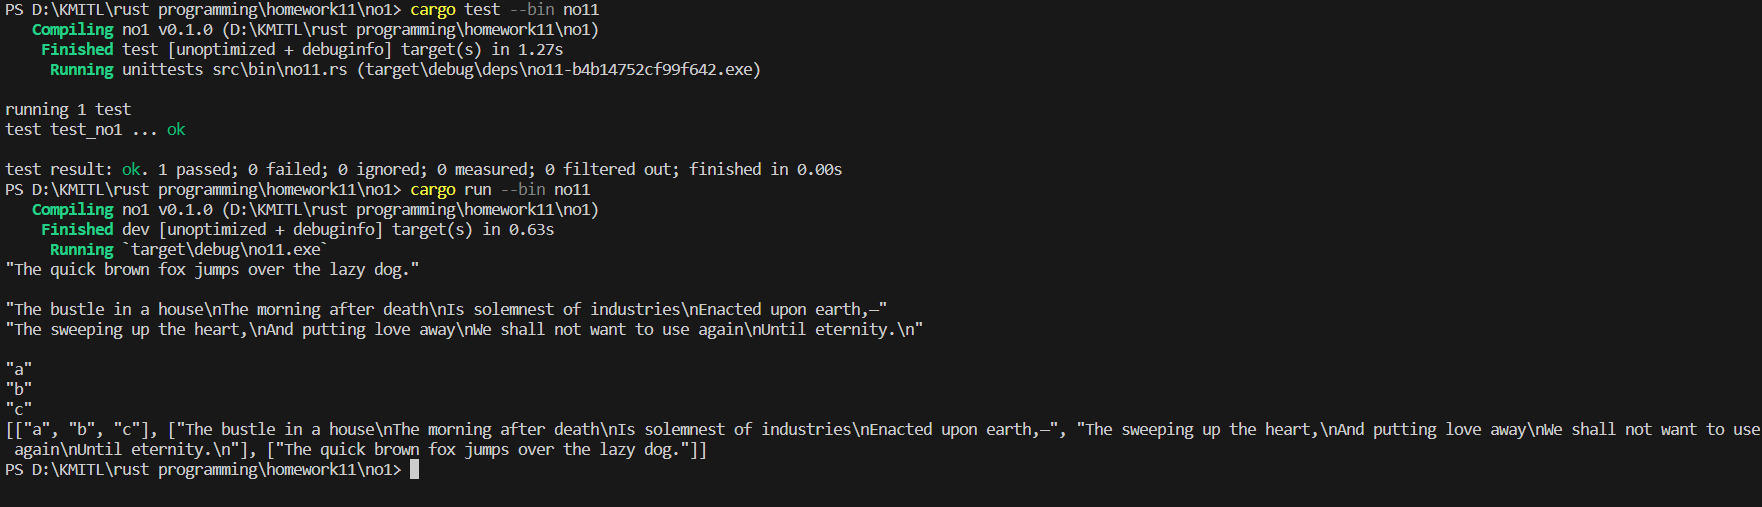 PS D:\KMITL\rust programming\homework11\no1> cargo test --bin no11
Compiling no1 v0.1.0 (D:\KMITL\rust programming\homework11\no1)
Finished test [unoptimized + debuginfo] target(s) in 1.27s
Running unittests src\bin\no11.rs (target\debug\deps\no11-b4b14752cf99f642.exe)
running 1 test
test test_no1 ... ok
test result: ok. 1 passed; 0 failed; 0 ignored; 0 measured; 0 filtered out; finished in 0.00s
PS D:\KMITL\rust programming\homework11\no1> cargo run --bin no11
Compiling no1 v0.1.0 (D:\KMITL\rust programming\homework11\no1)
Finished dev [unoptimized + debuginfo] target(s) in 0.63s
Running `target\debug\no11.exe`
"The quick brown fox jumps over the lazy dog."
"The bustle in a house\nThe morning after death\nIs solemnest of industries\nEnacted upon earth,—"
"The sweeping up the heart,\nAnd putting love away\nWe shall not want to use again\nUntil eternity.\n"
"a"
"b"
"c"
[["a", "b", "c"], ["The bustle in a house\nThe morning after death\nIs solemnest of industries\nEnacted upon earth,—", "The sweeping up the heart,\nAnd putting love away\nWe shall not want to use
again\nUntil eternity.\n"], ["The quick brown fox jumps over the lazy dog."]]
PS D:\KMITL\rust programming\homework11\no1>